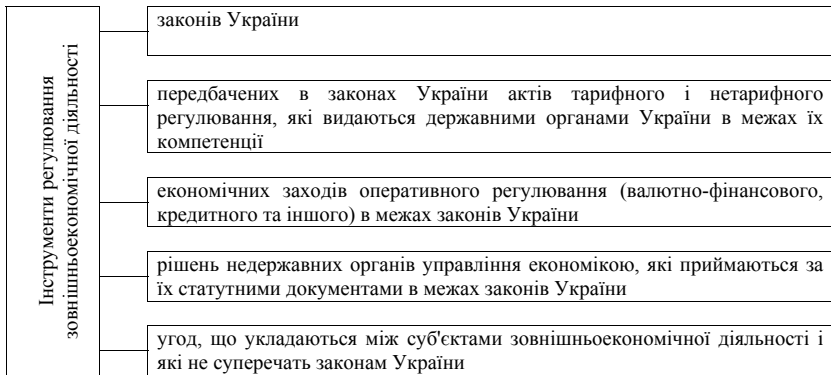 Інструменти регулювання
зовнішньоекономічної діяльності
законів України
передбачених в законах України актів тарифного і нетарифного
регулювання, які видаються державними органами України в межах їх
компетенції
економічних заходів оперативного регулювання (валютно-фінансового,
кредитного та іншого) в межах законів України
рішень недержавних органів управління економікою, які приймаються за
їх статутними документами в межах законів України
угод, що укладаються між суб'єктами зовнішньоекономічної діяльності і
які не суперечать законам України